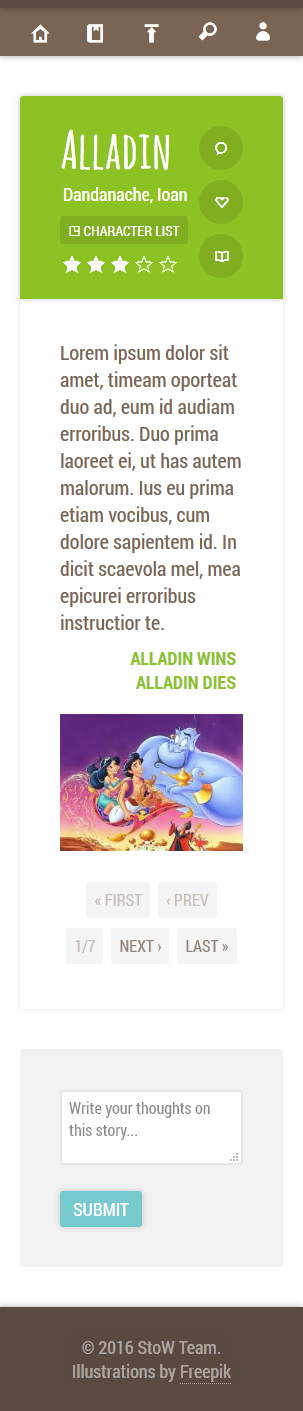 ALLADIN
Dandanache, Ioan
CHARACTER LIST
Lorem ipsum dolor sit
amet, timeam oporteat
duo ad, eum id audiam
erroribus. Duo prima
laoreet ei, ut has autem
malorum. Ius eu prima
etiam vocibus, cum
dolore sapientem id. In
dicit scaevola mel, mea
epicurei erroribus
instructior te.
ALLADIN WINS
ALLADIN DIES
« FIRST ‹ PREV
1/7 NEXT › LAST »
Write your thoughts on
this story...
SUBMIT
© 2016 StoW Team.
Illustrations by Freepik